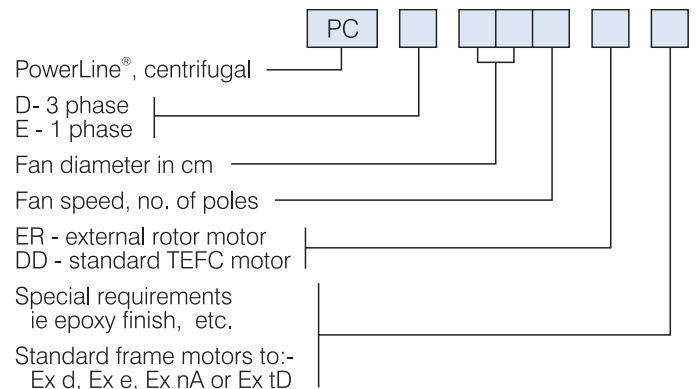 PC
PowerLine®, centrifugal
D- 3 phase
E - 1 phase
Fan diameter in cm
Fan speed, no. of poles
ER - external rotor motor
DD - standard TEFC motor
Special requirements
ie epoxy finish, etc.
Standard frame motors to:-
Ex d, Ex e, Ex nA or Ex tD